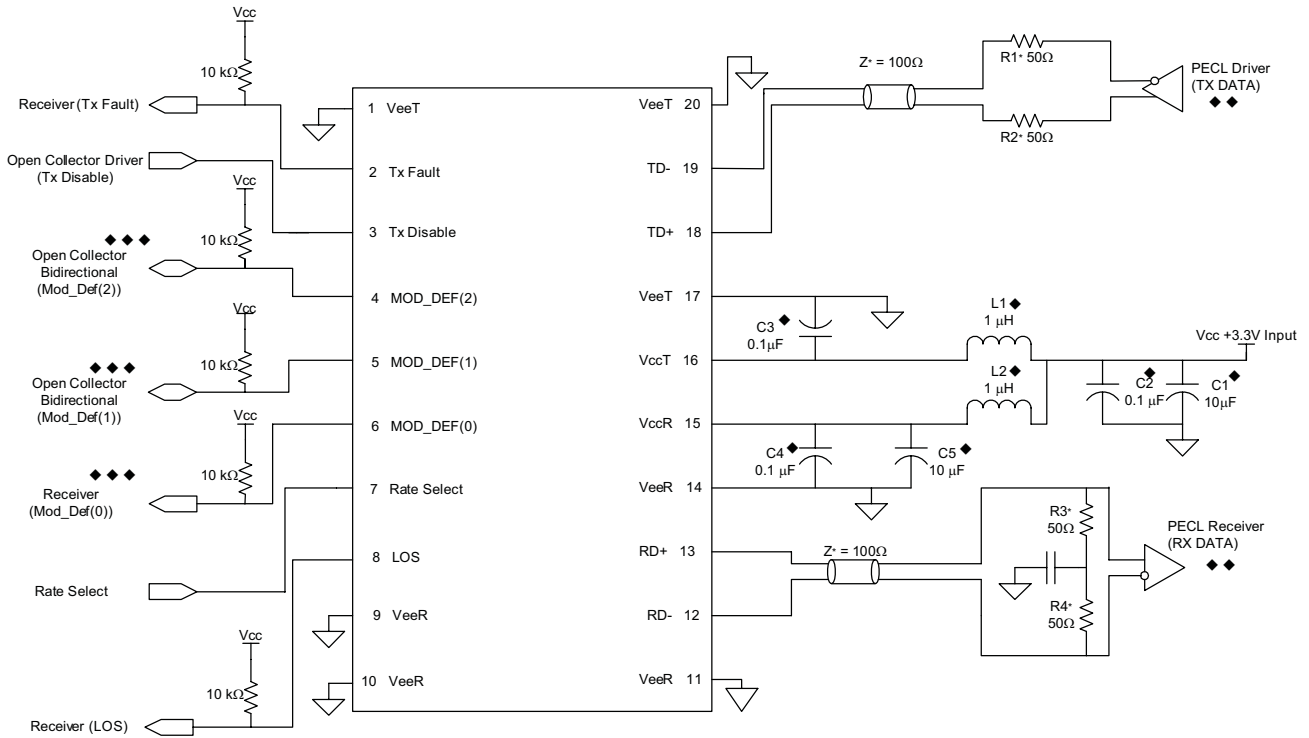 Vcc
10 kΩ
Receiver (Tx Fault)
Open Collector Driver
(Tx Disable)
Vcc
10 kΩ
◆ ◆ ◆
Open Collector
Bidirectional
(Mod_Def(2))
Vcc
10 kΩ
◆ ◆ ◆
Open Collector
Bidirectional
(Mod_Def(1))
Vcc
10 kΩ
◆ ◆ ◆
Receiver
(Mod_Def(0))
Rate Select
Vcc
10 kΩ
Receiver (LOS)
1 VeeT
2 Tx Fault
3 Tx Disable
4 MOD_DEF(2)
5 MOD_DEF(1)
6 MOD_DEF(0)
7 Rate Select
8 LOS
9 VeeR
10 VeeR
VeeT 20
TD- 19
TD+ 18
VeeT 17
VccT 16
VccR 15
VeeR 14
RD+ 13
RD- 12
VeeR 11
Z* = 100Ω
R1* 50Ω
R2* 50Ω
PECL Driver
(TX DATA)
◆ ◆
C3◆
0.1μF
L1◆
1 μH
L2◆
1 μH
Vcc +3.3V Input
C2◆
0.1 μF
C1◆
10μF
C4◆
0.1 μF
C5◆
10 μF
Z* = 100Ω
R3*
50Ω
R4*
50Ω
PECL Receiver
(RX DATA)
◆ ◆